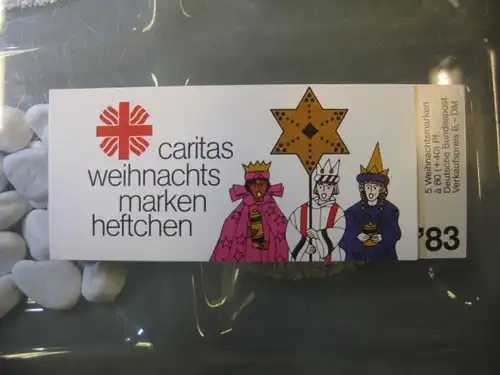 caritas
weihnachts
marken
heftchen
5 Weihnachtsmarken
à 80 (+ 40) Pf.
Deutsche Bundespost
Verkaufspreis 6,– DM
'83